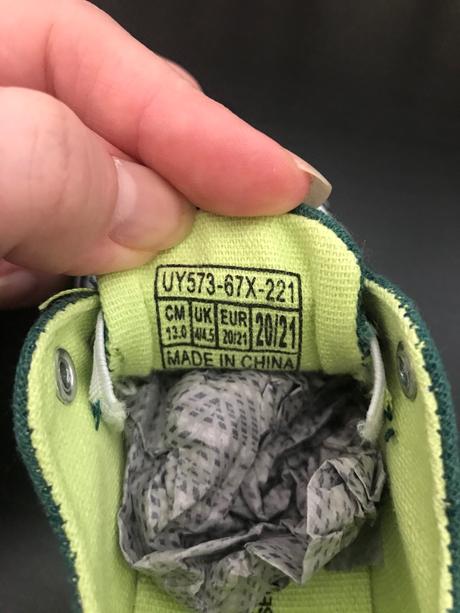 UY573-67X-221
CM UK EUR 20/21
13.0 4/4.5 20/21
MADE IN CHINA